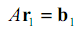 Ar₁ = b₁